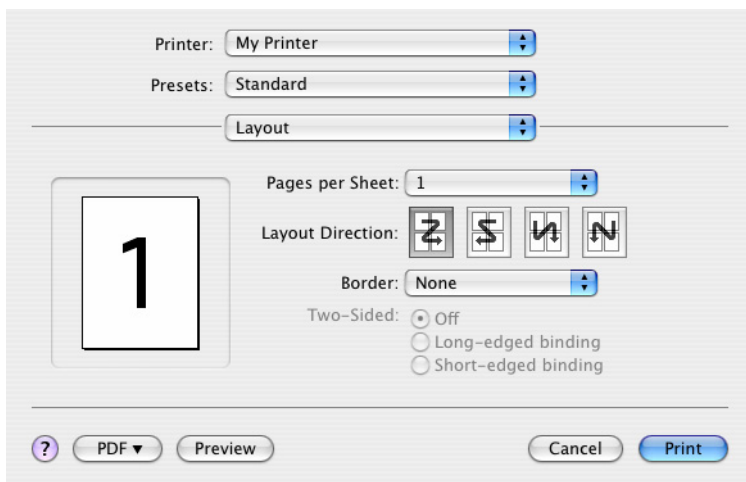 Printer: My Printer
Presets: Standard
Layout
Pages per Sheet: 1
1
Layout Direction:
Border: None
Two-Sided: Off
Long-edged binding
Short-edged binding
? PDF▼ Preview Cancel Print